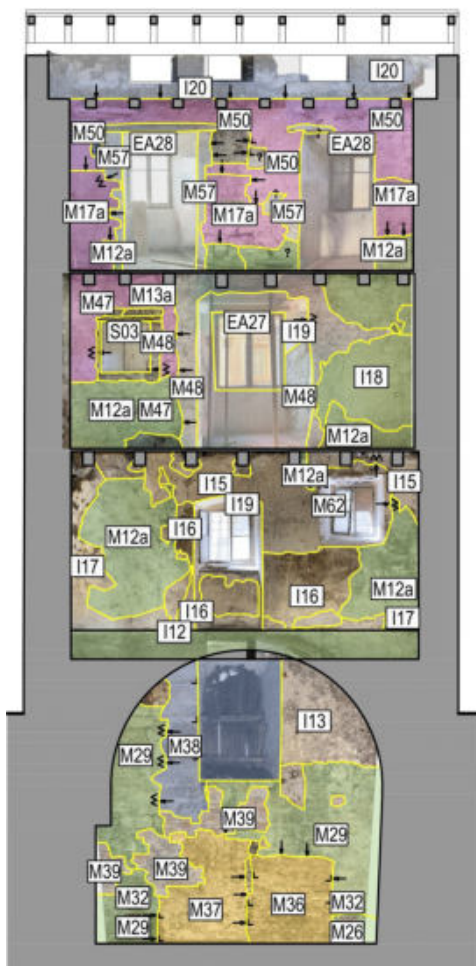 I20
I20
M50
M50
M50
EA28
EA28
M57
M50
M57
M57
M17a
M17a
M17a
M12a
M12a
M47
M13a
S03
EA27
I19
M48
M48
M48
I18
M12a
M47
M12a
I15
M12a
I15
I19
M62
I16
M12a
I17
M12a
I16
I16
I12
I17
I13
M29
M38
M39
M29
M39
M39
M32
M37
M36
M32
M29
M26